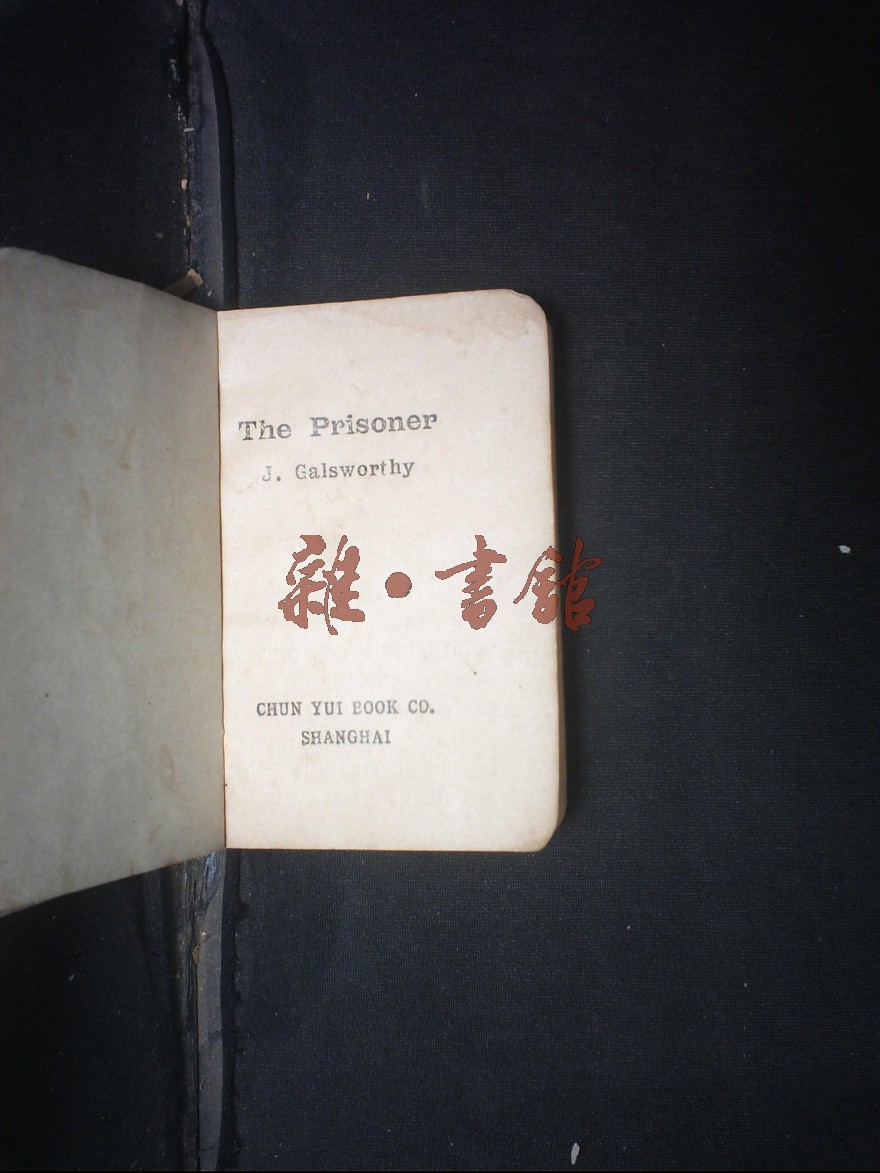 The Prisoner
J. Galsworthy
雜·書館
CHUN YUI BOOK CO.
SHANGHAI